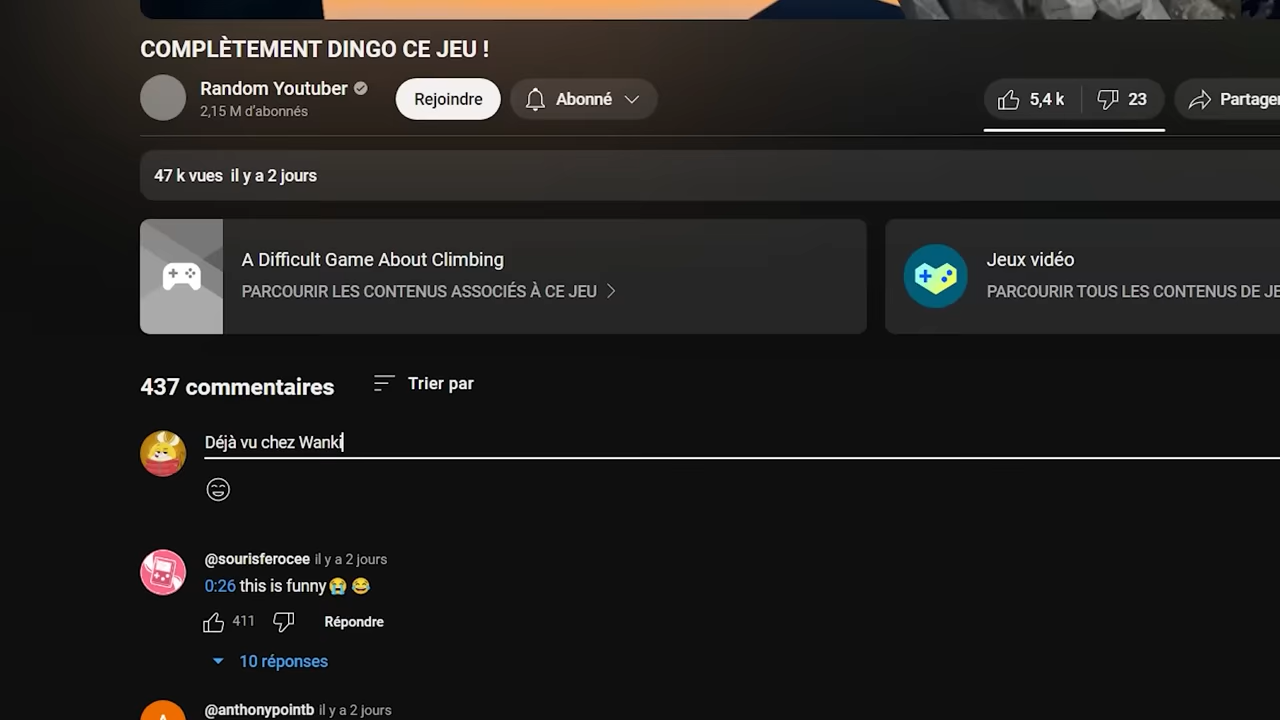 COMPLÈTEMENT DINGO CE JEU !
Random Youtuber
2,15 M d'abonnés
Rejoindre
Abonné
5,4 k
23
Partager
47 k vues il y a 2 jours
A Difficult Game About Climbing
PARCOURIR LES CONTENUS ASSOCIÉS À CE JEU
Jeux vidéo
PARCOURIR TOUS LES CONTENUS DE JE
437 commentaires
Trier par
Déjà vu chez Wanki
@sourisferocee il y a 2 jours
0:26 this is funny😭 😂
411
Répondre
10 réponses
@anthonypointb il y a 2 jours